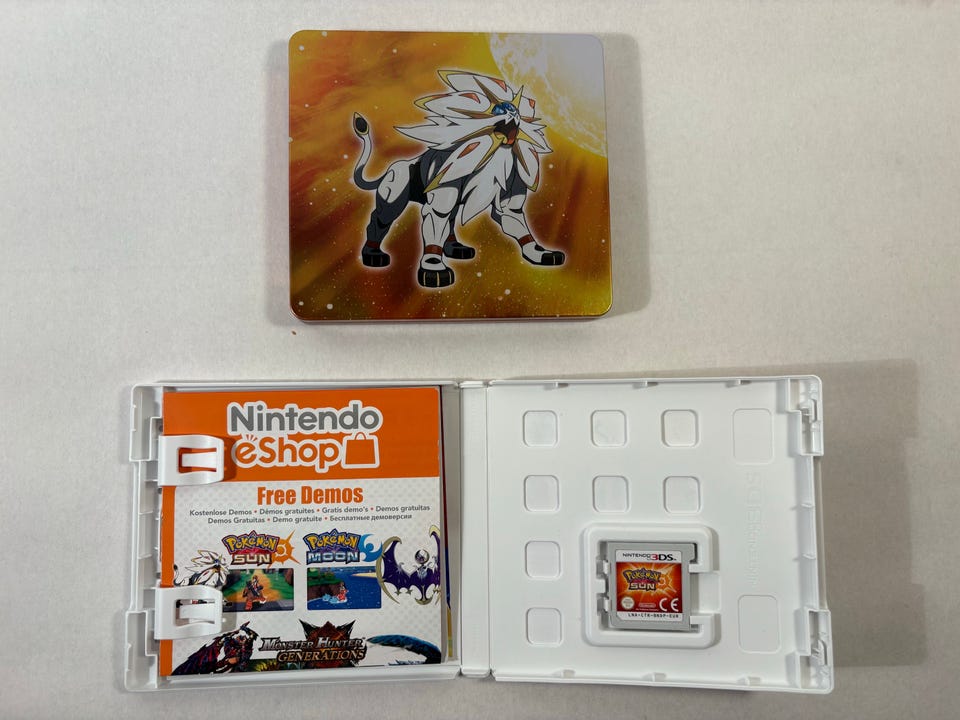 Nintendo
eShop
Free Demos
Kostenlose Demos • Démos gratuites • Gratis demo's • Demos gratuitas
Demos Gratuitas • Demo gratuite • Бесплатные демоверсии
POKÉMON
SUN
POKÉMON
MOON
MONSTER HUNTER
GENERATIONS
NINTENDO 3DS
POKÉMON
SUN
Nintendo
CE